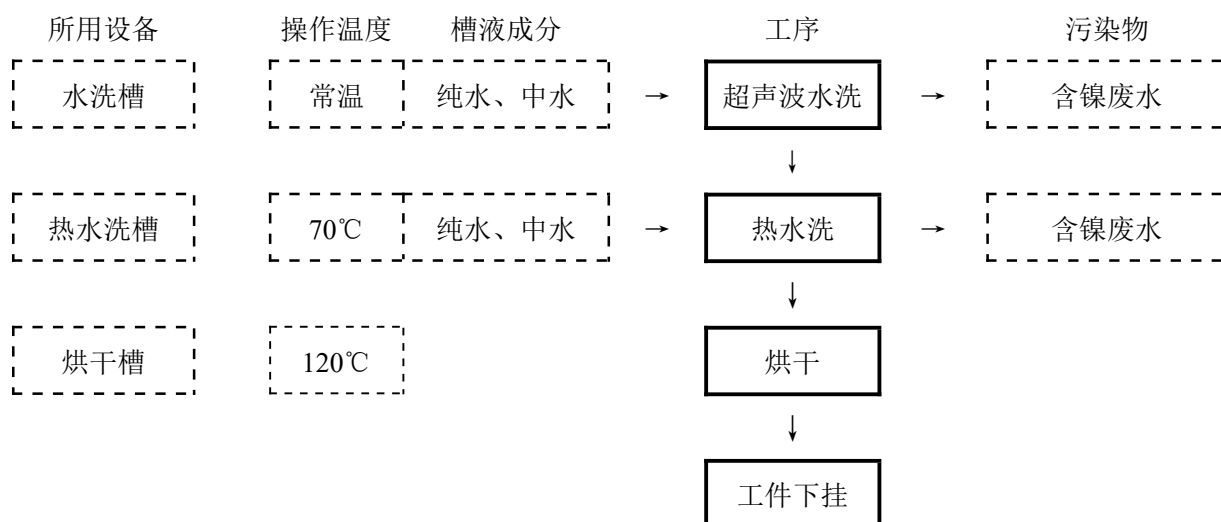 所用设备 操作温度 槽液成分 工序 污染物
水洗槽 常温 纯水、中水 → 超声波水洗 → 含镍废水
↓
热水洗槽 70℃ 纯水、中水 → 热水洗 → 含镍废水
↓
烘干槽 120℃ 烘干
↓
工件下挂